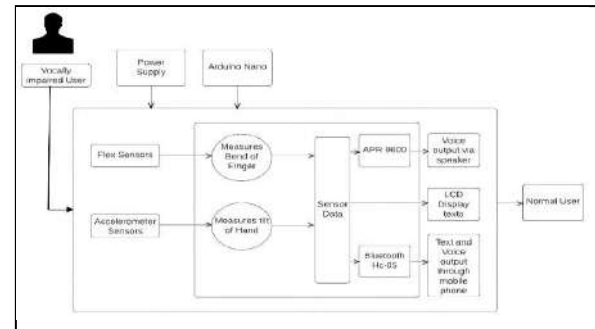 Vocally
impaired User
Power
Supply
Arduino Nano
Flex Sensors
Measures
Bend of
Finger
Accelerometer
Sensors
Measures tilt
of Hand
Sensor
Data
APR 9600
Voice
output via
speaker
LCD
Display
texts
Bluetooth
Hc-05
Text and
Voice
output
through
mobile
phone
Normal User